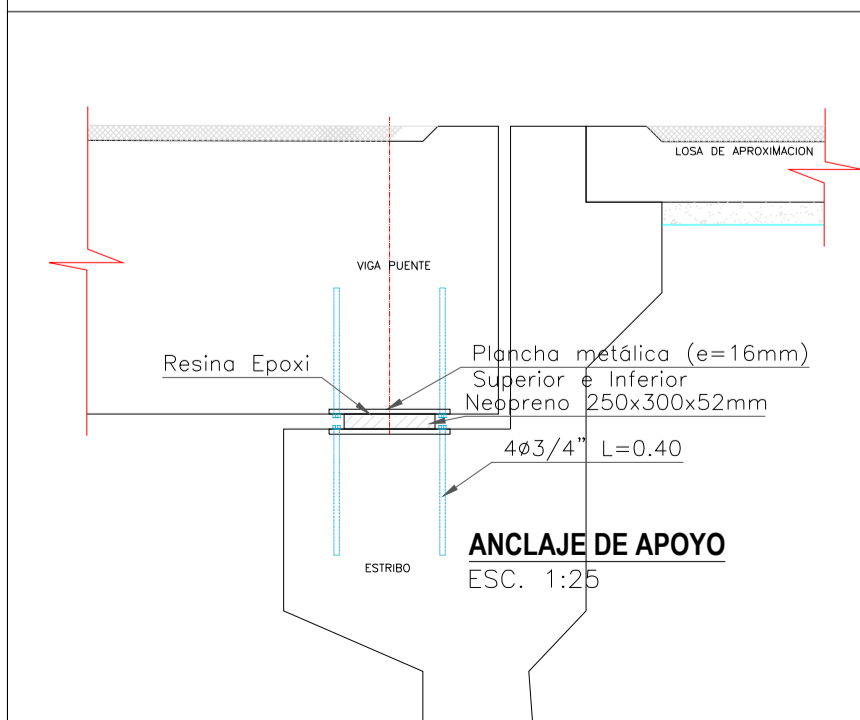 LOSA DE APROXIMACION
VIGA PUENTE
Resina Epoxi
Plancha metálica (e=16mm)
Superior e Inferior
Neopreno 250x300x52mm
4ø3/4" L=0.40
ANCLAJE DE APOYO
ESC. 1:25
ESTRIBO